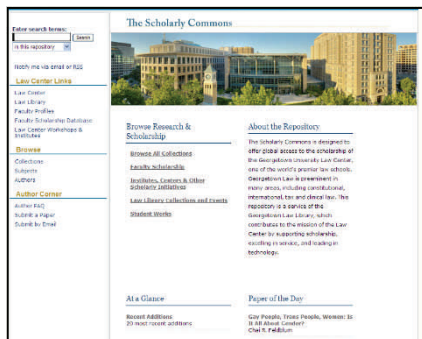 The Scholarly Commons
Enter search terms:
Search
in this repository
Notify me via email or RSS
Law Center Links
Law Center
Law Library
Faculty Profiles
Faculty Scholarship Database
Law Center Workshops &
Institutes
Browse
Collections
Subjects
Authors
Author Corner
Author FAQ
Submit a Paper
Submit by Email
Browse Research &
Scholarship
Browse All Collections
Faculty Scholarship
Institutes, Centers & Other
Scholarly Initiatives
Law Library Collections and Events
Student Works
About the Repository
The Scholarly Commons is designed to
offer global access to the scholarship of
the Georgetown University Law Center,
one of the world's premier law schools.
Georgetown Law is preeminent in
many areas, including constitutional,
international, tax and clinical law. This
repository is a service of the
Georgetown Law Library, which
contributes to the mission of the Law
Center by supporting scholarship,
excelling in service, and leading in
technology.
At a Glance
Recent Additions
20 most recent additions
Paper of the Day
Gay People, Trans People, Women: Is
It All About Gender?
Chai R. Feldblum